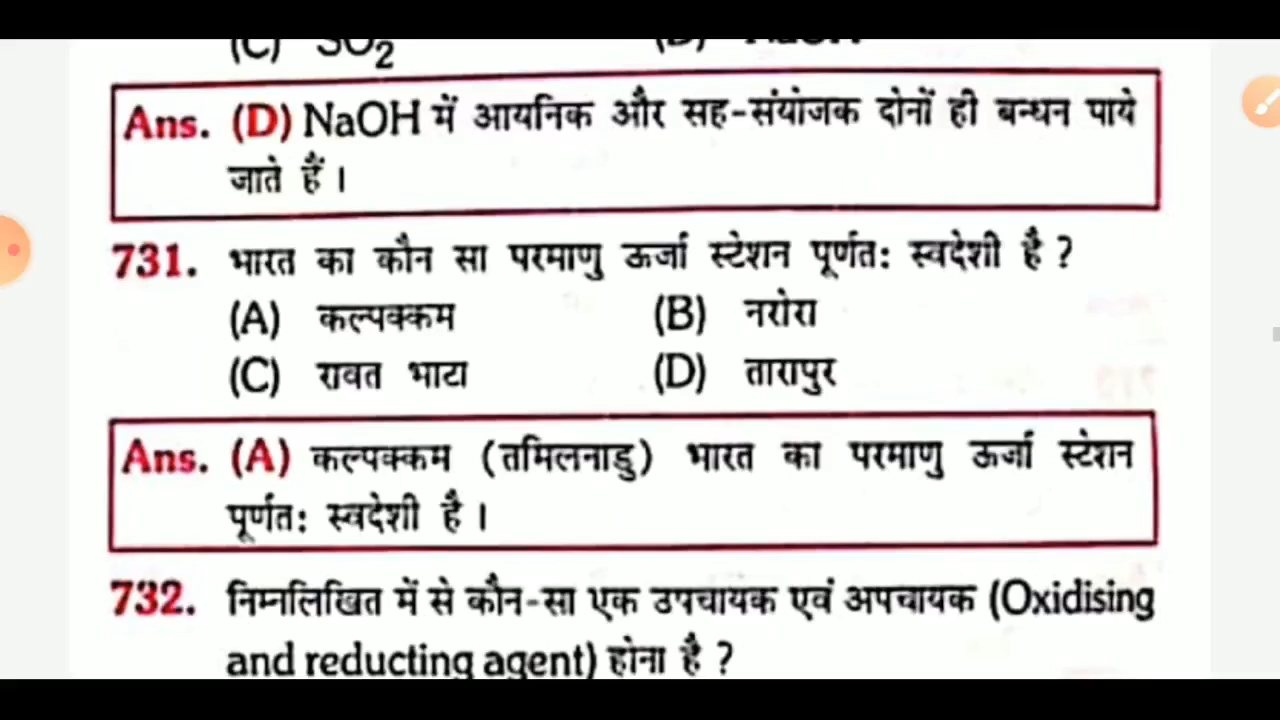 (C) SO2 (D) NaOH
Ans. (D) NaOH में आयनिक और सह-संयोजक दोनों ही बन्धन पाये
जाते हैं ।
731. भारत का कौन सा परमाणु ऊर्जा स्टेशन पूर्णत: स्वदेशी है ?
(A) कल्पक्कम (B) नरोरा
(C) रावत भाटा (D) तारापुर
Ans. (A) कल्पक्कम (तमिलनाडु) भारत का परमाणु ऊर्जा स्टेशन
पूर्णत: स्वदेशी है ।
732. निम्नलिखित में से कौन-सा एक उपचायक एवं अपचायक (Oxidising
and reducting agent) होना है ?